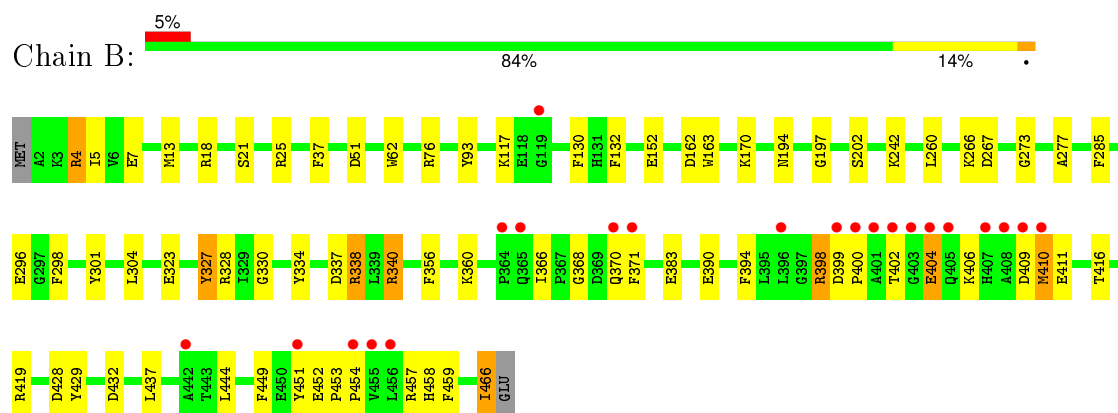 5%
Chain B:
84% 14% •
MET A2 K3 R4 I5 V6 E7 M13 R18 S21 R25 F37 D51 W62 R76 Y93 K117 E118 G119 F130 H131 F132 E152 D162 W163 K170 N194 G197 S202 K242 L260 K266 D267 G273 A277 F285
E296 G297 F298 Y301 L304 E323 Y327 R328 I329 G330 Y334 D337 R338 L339 R340 F356 K360 P364 Q365 I366 P367 G368 D369 Q370 F371 E383 E390 F394 L395 L396 G397 R398 D399 P400 A401 T402 G403 E404 Q405 K406 H407 A408 D409 M410 E411 T416
R419 D428 Y429 D432 L437 A442 T443 L444 F449 E450 Y451 E452 P453 P454 V455 L456 R457 H458 F459 I466 GLU